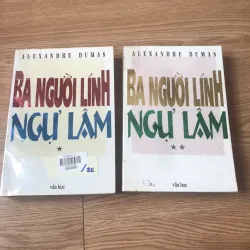 ALEXANDRE DUMAS
BA NGƯỜI LÍNH
NGỰ LÂM
văn học
ALEXANDRE DUMAS
BA NGƯỜI LÍNH
NGỰ LÂM
văn học